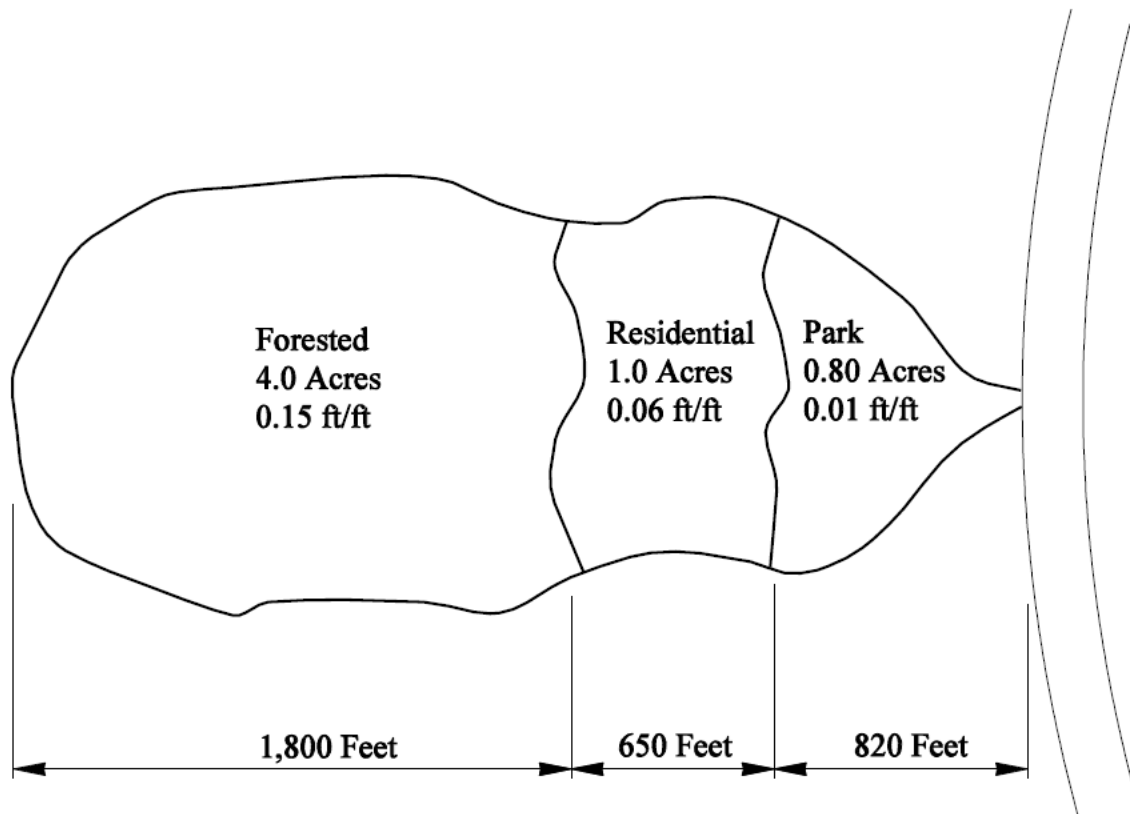 Forested
4.0 Acres
0.15 ft/ft
Residential
1.0 Acres
0.06 ft/ft
Park
0.80 Acres
0.01 ft/ft
1,800 Feet
650 Feet
820 Feet